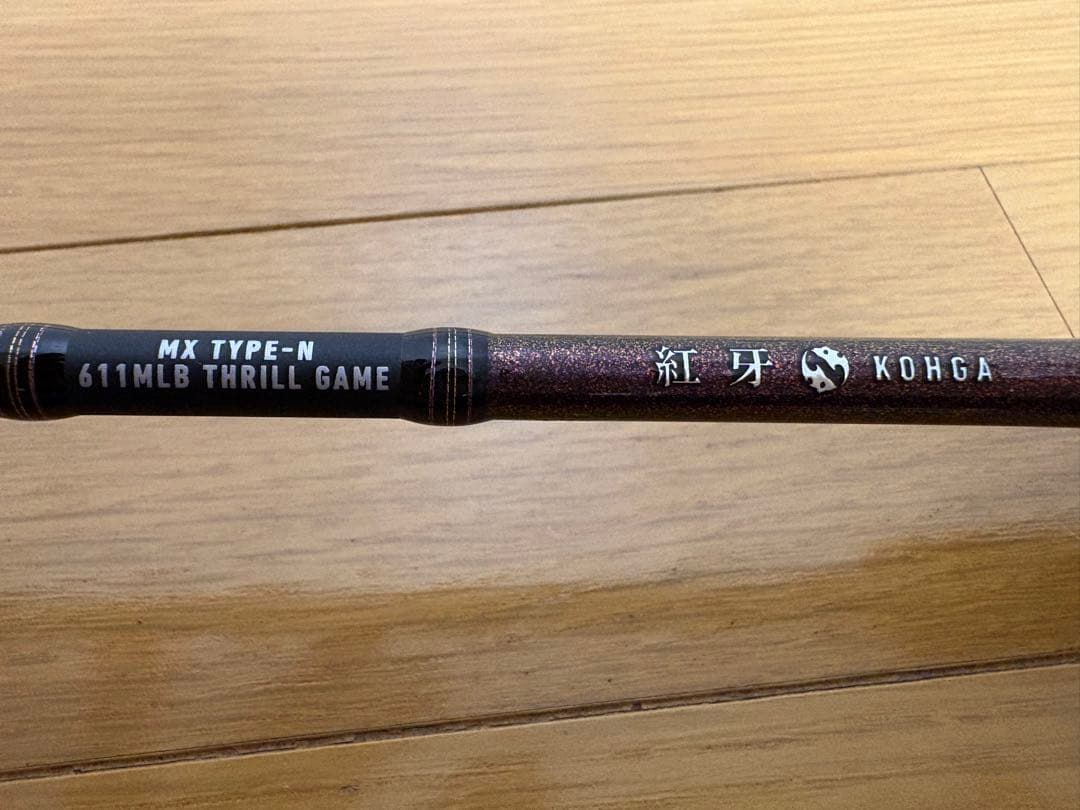 MX TYPE-N
611MLB THRILL GAME
紅牙 KOHGA